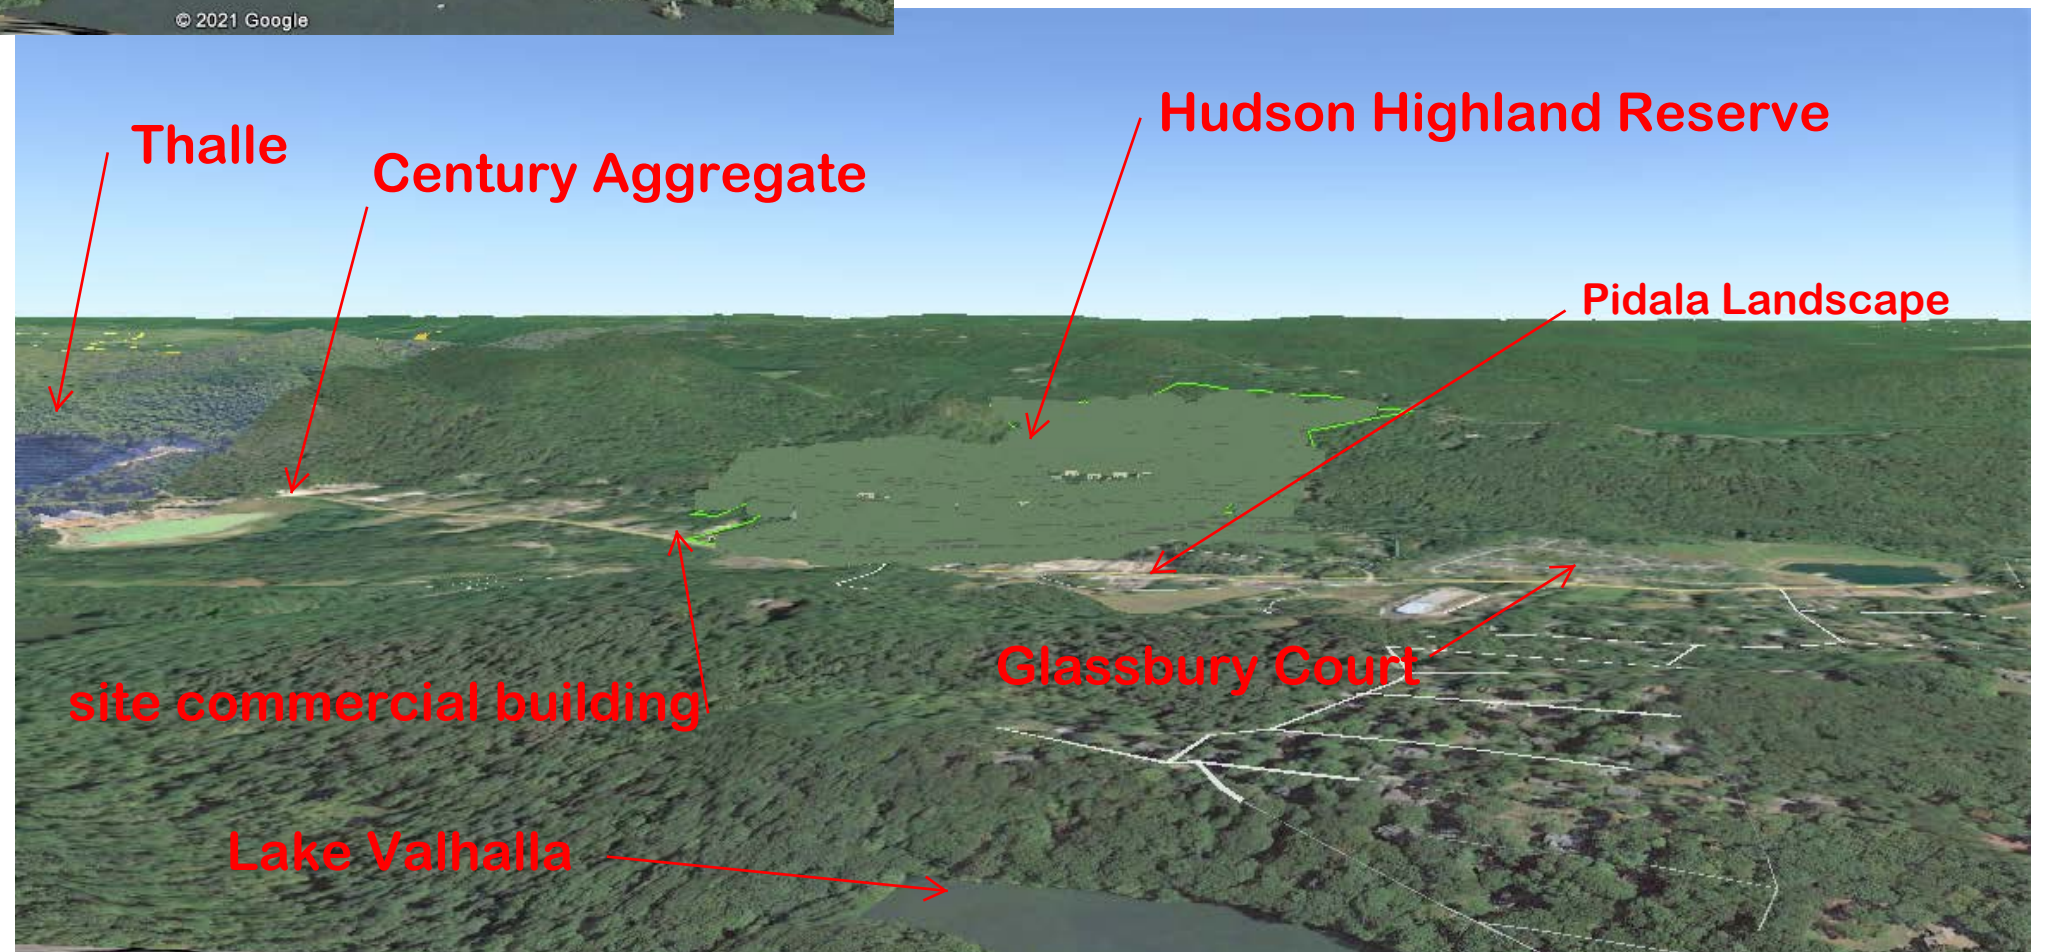 © 2021 Google
Hudson Highland Reserve
Thalle
Century Aggregate
Pidala Landscape
Glassbury Court
site commercial building
Lake Valhalla